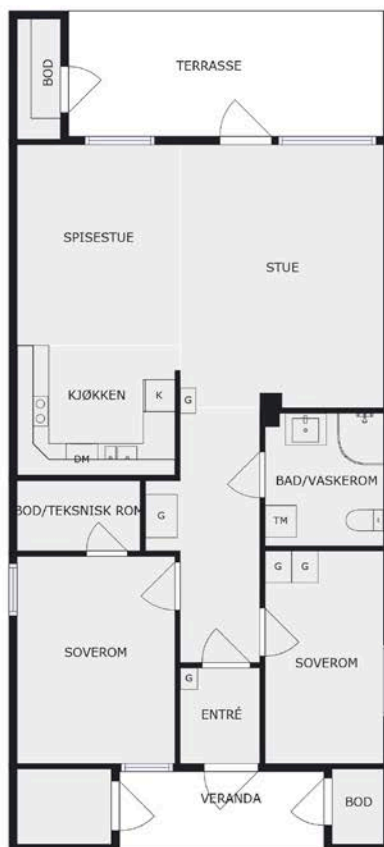 BOD
TERRASSE
SPISESTUE
STUE
KJØKKEN
K
G
DM
BAD/VASKEROM
TM
BOD/TEKSNISK ROM
G
G G
SOVEROM
SOVEROM
G
ENTRÉ
VERANDA
BOD